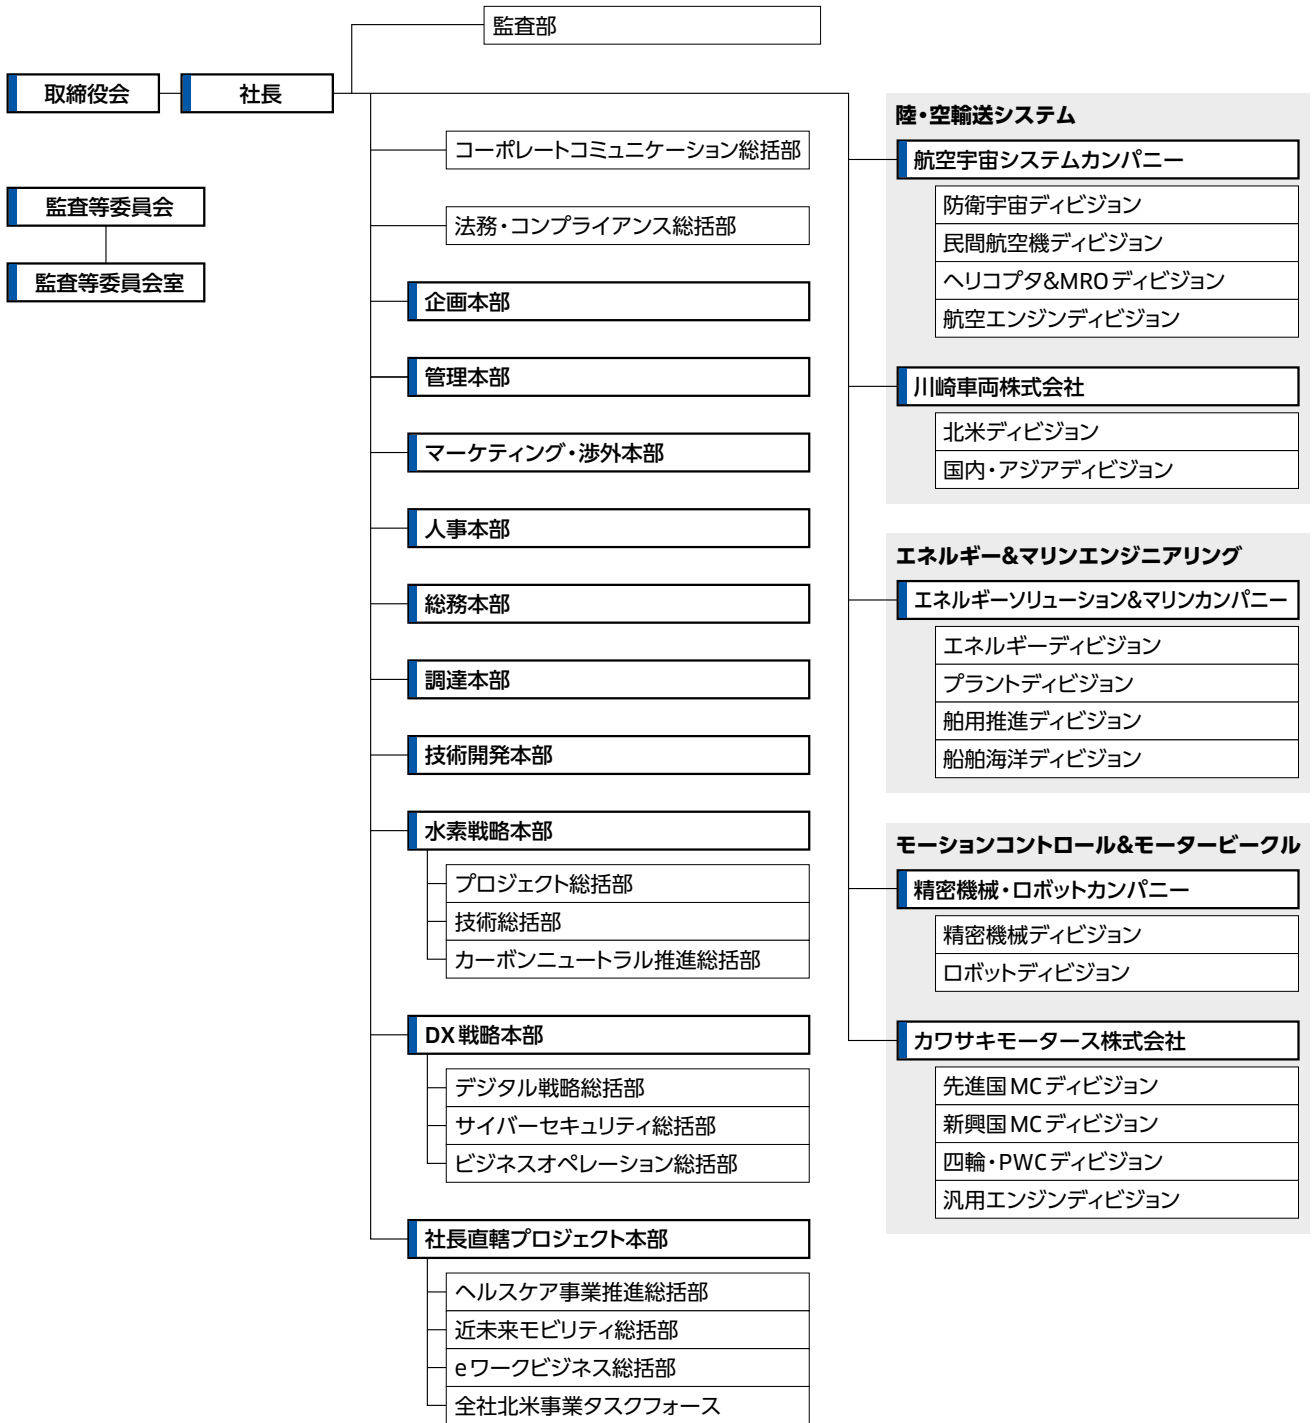 監査部
取締役会
社長
監査等委員会
監査等委員会室
コーポレートコミュニケーション総括部
法務・コンプライアンス総括部
企画本部
管理本部
マーケティング・渉外本部
人事本部
総務本部
調達本部
技術開発本部
水素戦略本部
プロジェクト総括部
技術総括部
カーボンニュートラル推進総括部
DX戦略本部
デジタル戦略総括部
サイバーセキュリティ総括部
ビジネスオペレーション総括部
社長直轄プロジェクト本部
ヘルスケア事業推進総括部
近未来モビリティ総括部
eワークビジネス総括部
全社北米事業タスクフォース
陸・空輸送システム
航空宇宙システムカンパニー
防衛宇宙ディビジョン
民間航空機ディビジョン
ヘリコプタ&MROディビジョン
航空エンジンディビジョン
川崎車両株式会社
北米ディビジョン
国内・アジアディビジョン
エネルギー&マリンエンジニアリング
エネルギーソリューション&マリンカンパニー
エネルギーディビジョン
プラントディビジョン
舶用推進ディビジョン
船舶海洋ディビジョン
モーションコントロール&モータービークル
精密機械・ロボットカンパニー
精密機械ディビジョン
ロボットディビジョン
カワサキモータース株式会社
先進国MCディビジョン
新興国MCディビジョン
四輪・PWCディビジョン
汎用エンジンディビジョン